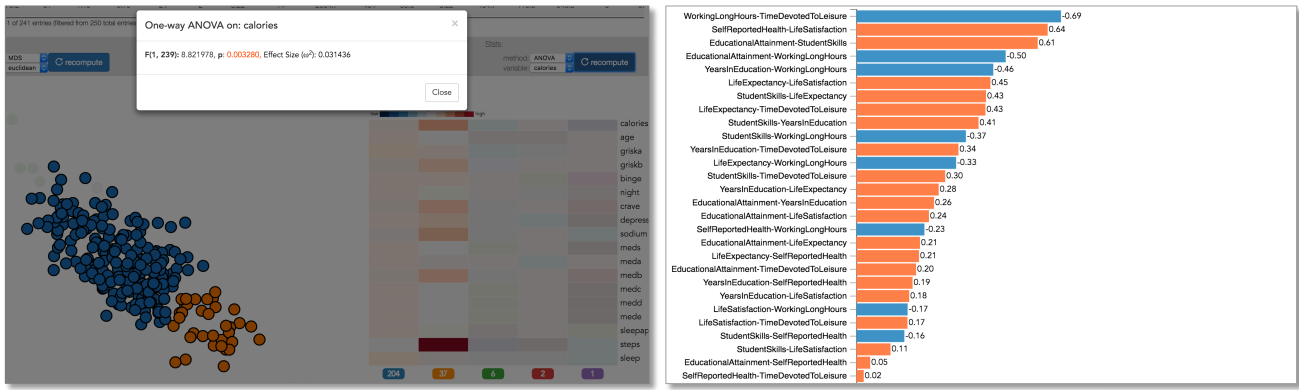 1 of 241 entries (filtered from 250 total entries
One-way ANOVA on: calories
×
F(1, 239): 8.821978, p: 0.003280, Effect Size (ω²): 0.031436
Close
MDS
euclidean
recompute
Stats
method: ANOVA
variable: calories
recompute
low
high
calories
age
griska
griskb
binge
night
crave
depress
sodium
meds
meda
medb
medc
medd
mede
sleepap
steps
sleep
204
37
6
2
1
WorkingLongHours-TimeDevotedToLeisure -0.69
SelfReportedHealth-LifeSatisfaction 0.64
EducationalAttainment-StudentSkills 0.61
EducationalAttainment-WorkingLongHours -0.50
YearsInEducation-WorkingLongHours -0.46
LifeExpectancy-LifeSatisfaction 0.45
StudentSkills-LifeExpectancy 0.43
LifeExpectancy-TimeDevotedToLeisure 0.43
StudentSkills-YearsInEducation 0.41
StudentSkills-WorkingLongHours -0.37
YearsInEducation-TimeDevotedToLeisure 0.34
LifeExpectancy-WorkingLongHours -0.33
StudentSkills-TimeDevotedToLeisure 0.30
YearsInEducation-LifeExpectancy 0.28
EducationalAttainment-YearsInEducation 0.26
EducationalAttainment-LifeSatisfaction 0.24
SelfReportedHealth-WorkingLongHours -0.23
EducationalAttainment-LifeExpectancy 0.21
LifeExpectancy-SelfReportedHealth 0.21
EducationalAttainment-TimeDevotedToLeisure 0.20
YearsInEducation-SelfReportedHealth 0.19
YearsInEducation-LifeSatisfaction 0.18
LifeSatisfaction-WorkingLongHours -0.17
LifeSatisfaction-TimeDevotedToLeisure 0.17
StudentSkills-SelfReportedHealth -0.16
StudentSkills-LifeSatisfaction 0.11
EducationalAttainment-SelfReportedHealth 0.05
SelfReportedHealth-TimeDevotedToLeisure 0.02